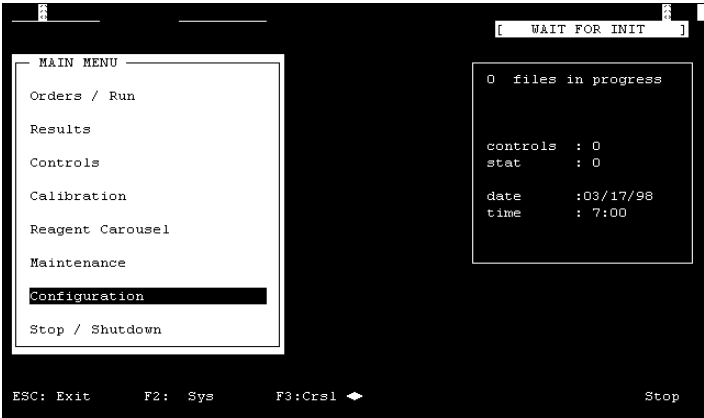 [ WAIT FOR INIT ]
MAIN MENU
Orders / Run
Results
Controls
Calibration
Reagent Carousel
Maintenance
Configuration
Stop / Shutdown
0 files in progress
controls : 0
stat : 0
date :03/17/98
time : 7:00
ESC: Exit F2: Sys F3:Crsl Stop